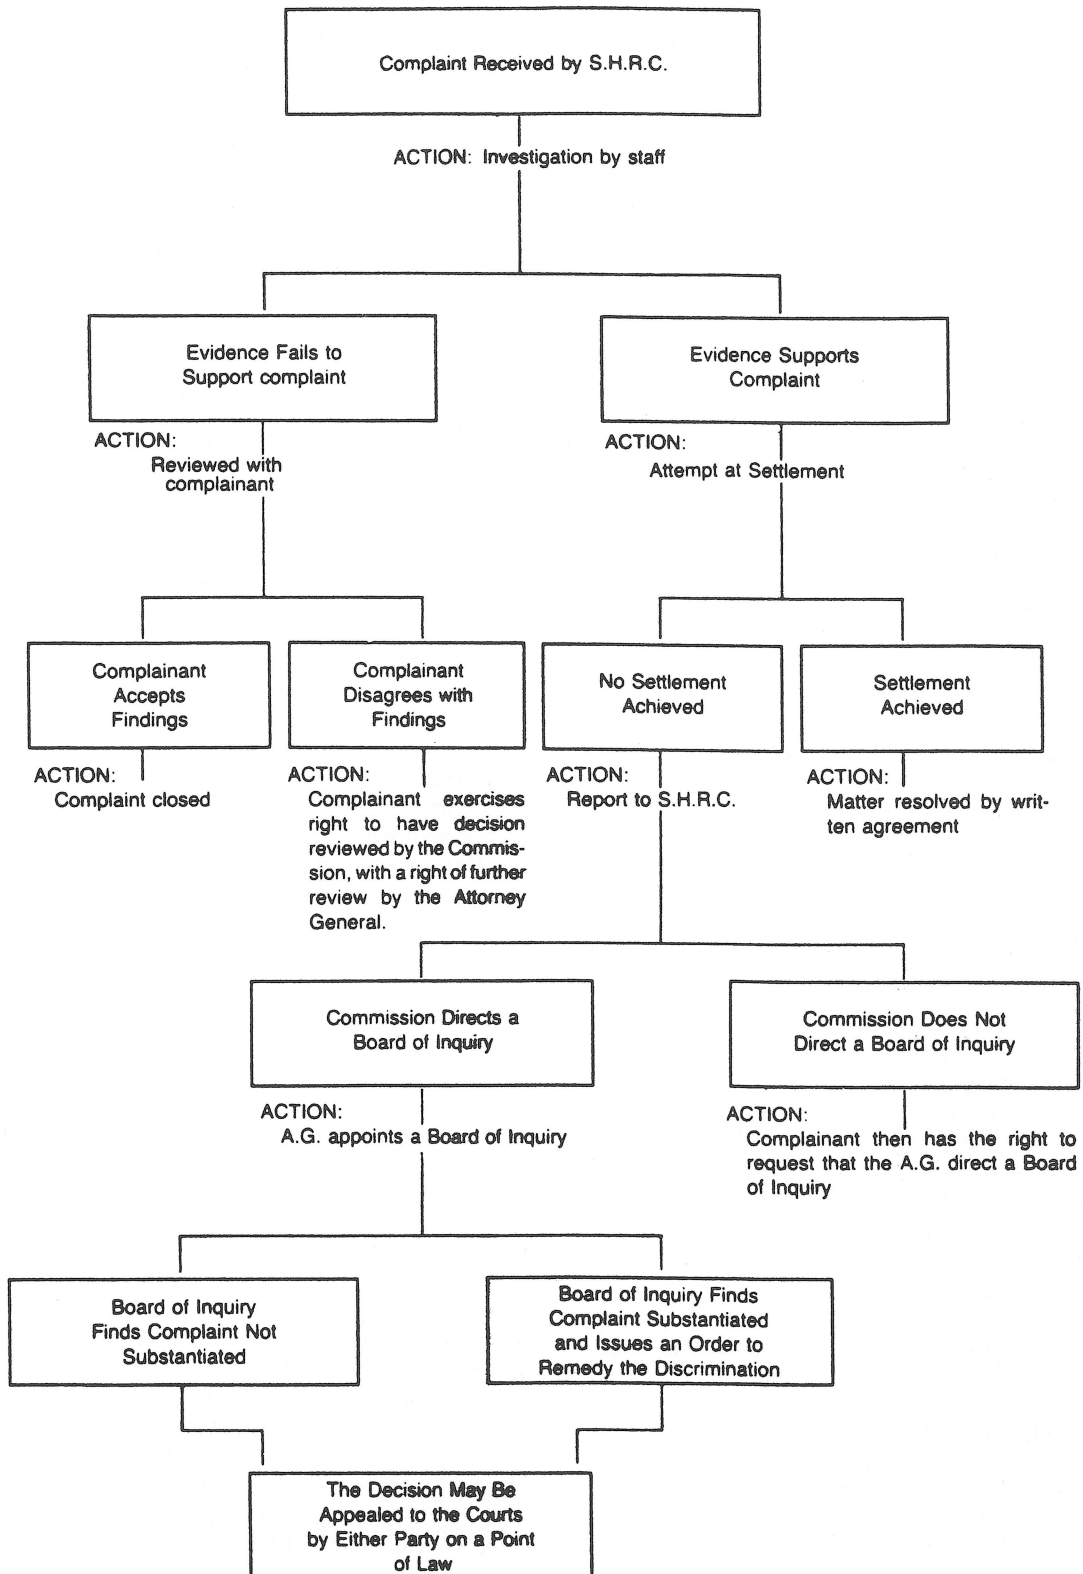 Complaint Received by S.H.R.C.
ACTION: Investigation by staff
Evidence Fails to
Support complaint
ACTION:
Reviewed with
complainant
Evidence Supports
Complaint
ACTION:
Attempt at Settlement
Complainant
Accepts
Findings
ACTION:
Complaint closed
Complainant
Disagrees with
Findings
ACTION:
Complainant exercises
right to have decision
reviewed by the Commis-
sion, with a right of further
review by the Attorney
General.
No Settlement
Achieved
ACTION:
Report to S.H.R.C.
Settlement
Achieved
ACTION:
Matter resolved by writ-
ten agreement
Commission Directs a
Board of Inquiry
ACTION:
A.G. appoints a Board of Inquiry
Commission Does Not
Direct a Board of Inquiry
ACTION:
Complainant then has the right to
request that the A.G. direct a Board
of Inquiry
Board of Inquiry
Finds Complaint Not
Substantiated
Board of Inquiry Finds
Complaint Substantiated
and Issues an Order to
Remedy the Discrimination
The Decision May Be
Appealed to the Courts
by Either Party on a Point
of Law